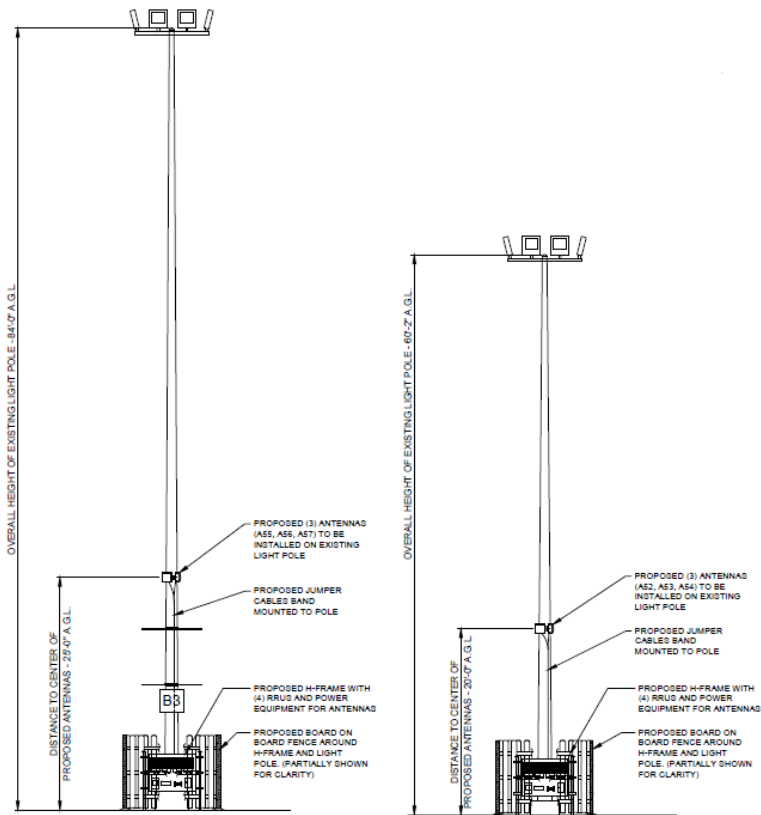 OVERALL HEIGHT OF EXISTING LIGHT POLE - 84'-0" A.G.L.
PROPOSED (3) ANTENNAS
(A55, A56, A57) TO BE
INSTALLED ON EXISTING
LIGHT POLE
PROPOSED JUMPER
CABLES BAND
MOUNTED TO POLE
DISTANCE TO CENTER OF
PROPOSED ANTENNAS - 25'-0" A.G.L.
B3
PROPOSED H-FRAME WITH
(4) RRUS AND POWER
EQUIPMENT FOR ANTENNAS
PROPOSED BOARD ON
BOARD FENCE AROUND
H-FRAME AND LIGHT
POLE. (PARTIALLY SHOWN
FOR CLARITY)
OVERALL HEIGHT OF EXISTING LIGHT POLE - 60'-2" A.G.L.
PROPOSED (3) ANTENNAS
(A52, A53, A54) TO BE
INSTALLED ON EXISTING
LIGHT POLE
PROPOSED JUMPER
CABLES BAND
MOUNTED TO POLE
DISTANCE TO CENTER OF
PROPOSED ANTENNAS - 20'-0" A.G.L.
PROPOSED H-FRAME WITH
(4) RRUS AND POWER
EQUIPMENT FOR ANTENNAS
PROPOSED BOARD ON
BOARD FENCE AROUND
H-FRAME AND LIGHT
POLE. (PARTIALLY SHOWN
FOR CLARITY)